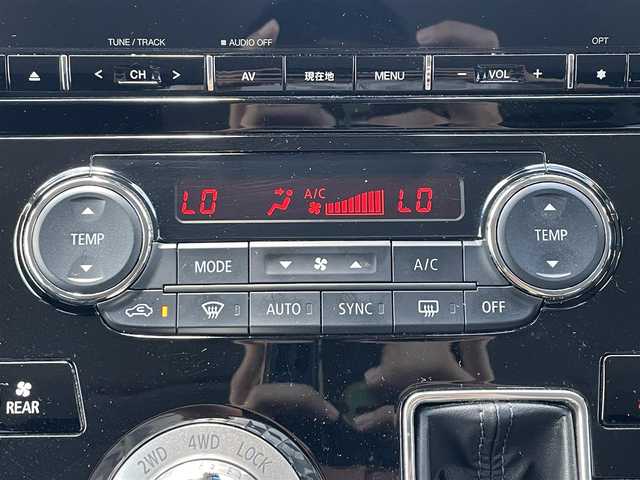 TUNE / TRACK
AUDIO OFF
OPT
< CH >
AV
現在地
MENU
− VOL +
LO
A/C
LO
TEMP
TEMP
MODE
A/C
AUTO
SYNC
OFF
REAR
2WD
4WD
LOCK